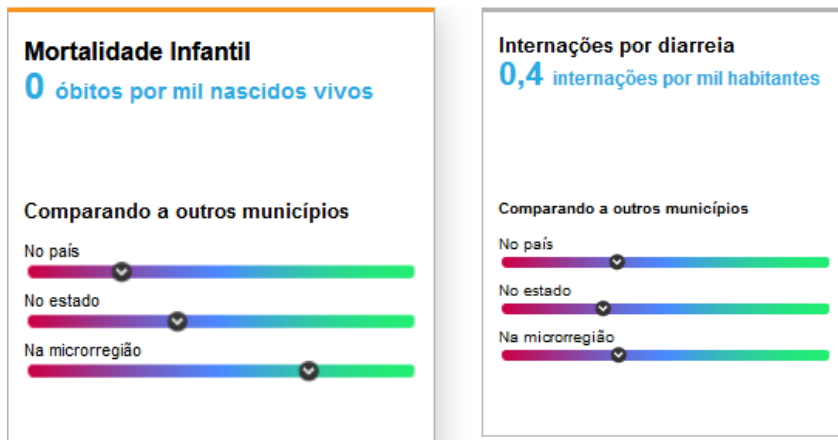 Mortalidade Infantil
0 óbitos por mil nascidos vivos
Comparando a outros municípios
No país
No estado
Na microrregião
Internações por diarreia
0,4 internações por mil habitantes
Comparando a outros municípios
No país
No estado
Na microrregião